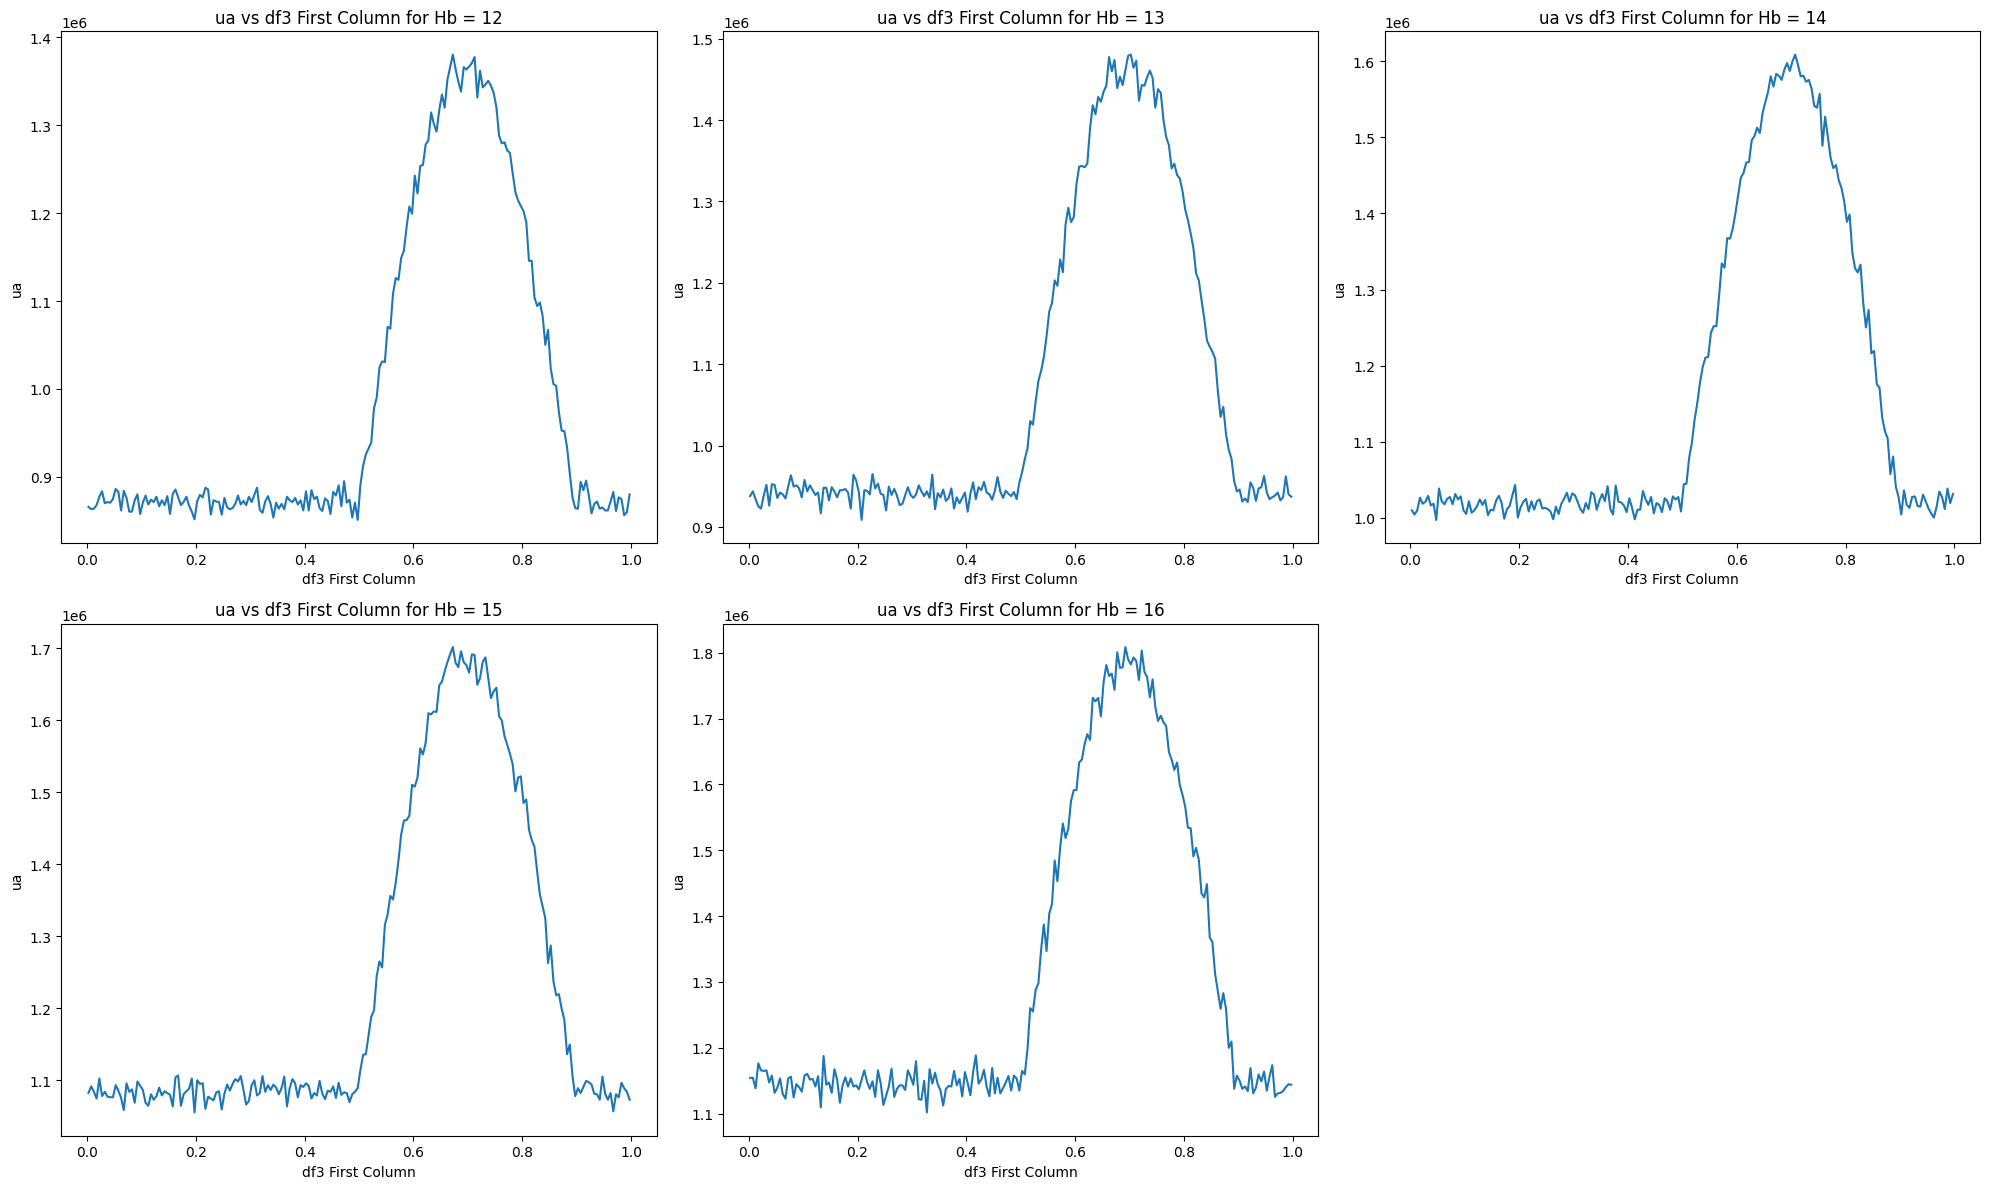 ua vs df3 First Column for Hb = 12
1e6
1.4
1.3
1.2
1.1
1.0
0.9
ua
0.0 0.2 0.4 0.6 0.8 1.0
df3 First Column
ua vs df3 First Column for Hb = 13
1e6
1.5
1.4
1.3
1.2
1.1
1.0
0.9
ua
0.0 0.2 0.4 0.6 0.8 1.0
df3 First Column
ua vs df3 First Column for Hb = 14
1e6
1.6
1.5
1.4
1.3
1.2
1.1
1.0
ua
0.0 0.2 0.4 0.6 0.8 1.0
df3 First Column
ua vs df3 First Column for Hb = 15
1e6
1.7
1.6
1.5
1.4
1.3
1.2
1.1
ua
0.0 0.2 0.4 0.6 0.8 1.0
df3 First Column
ua vs df3 First Column for Hb = 16
1e6
1.8
1.7
1.6
1.5
1.4
1.3
1.2
1.1
ua
0.0 0.2 0.4 0.6 0.8 1.0
df3 First Column